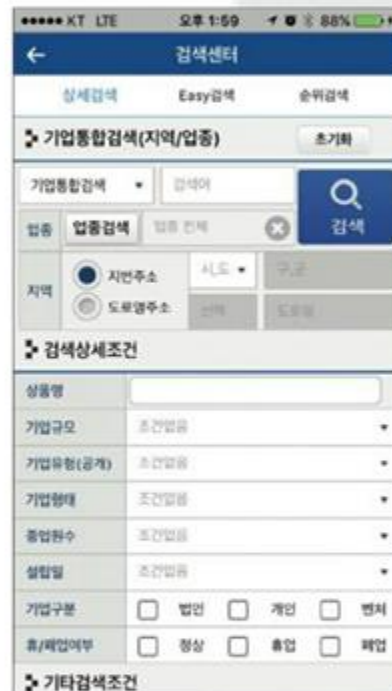 KT LTE 오후 1:59 88%
검색센터
상세검색 Easy검색 순위검색
기업통합검색(지역/업종) 초기화
기업통합검색 검색어
검색
업종 업종검색 업종 전체
지역 지번주소 시,도 구,군
도로명주소 선택 도로명
검색상세조건
상품명
기업규모 조건없음
기업유형(공개) 조건없음
기업형태 조건없음
종업원수 조건없음
설립일 조건없음
기업구분 법인 개인 벤처
휴/폐업여부 정상 휴업 폐업
기타검색조건